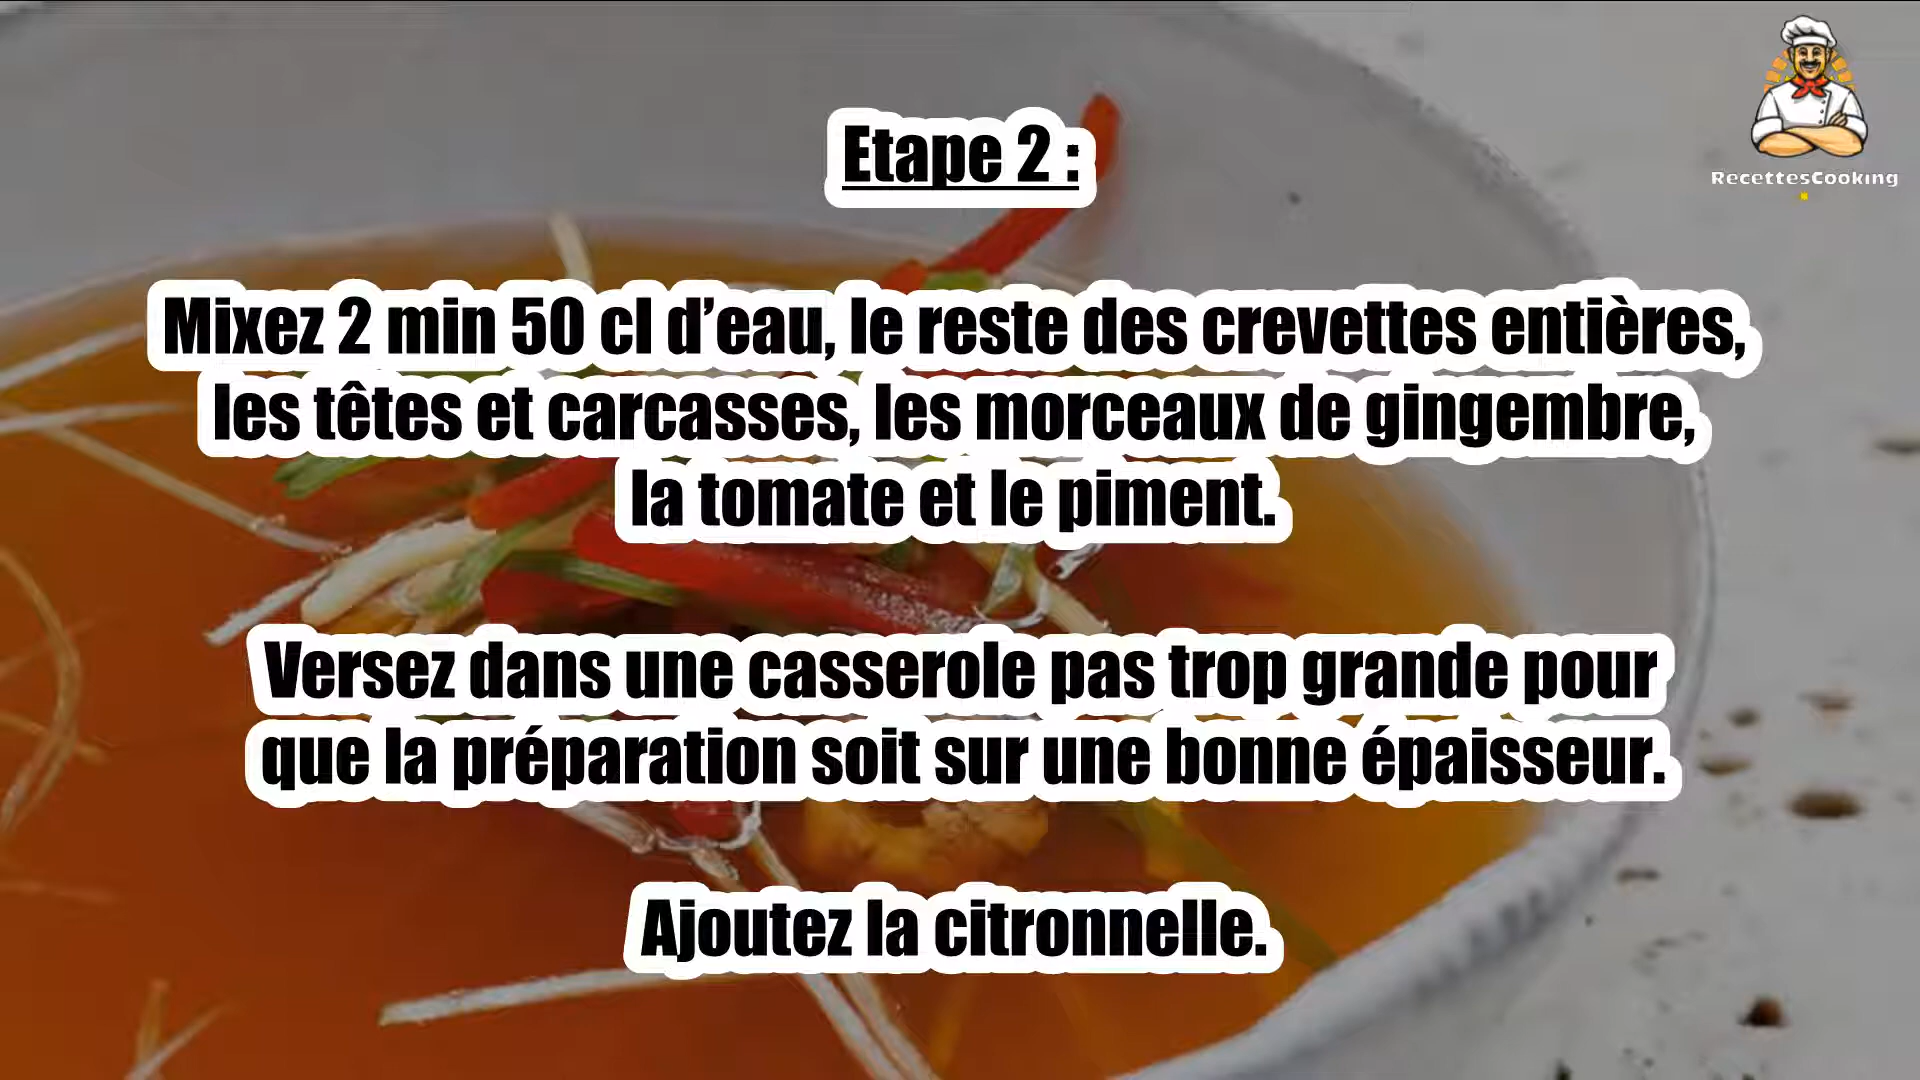 RecettesCooking
Etape 2 :
Mixez 2 min 50 cl d’eau, le reste des crevettes entières,
les têtes et carcasses, les morceaux de gingembre,
la tomate et le piment.
Versez dans une casserole pas trop grande pour
que la préparation soit sur une bonne épaisseur.
Ajoutez la citronnelle.